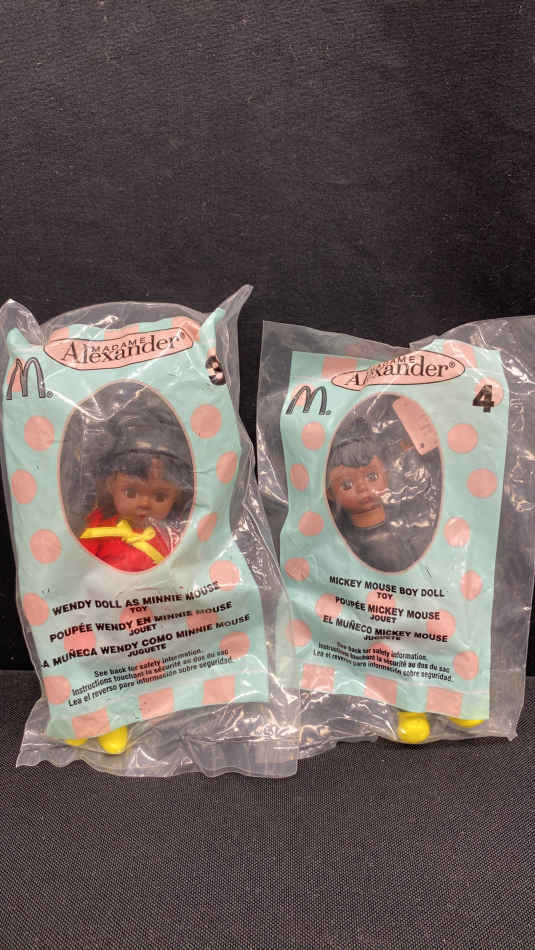 MADAME
Alexander®
M®
WENDY DOLL AS MINNIE MOUSE
TOY
POUPÉE WENDY EN MINNIE MOUSE
JOUET
A MUÑECA WENDY COMO MINNIE MOUSE
JUGUETE
See back for safety information.
Instructions touchant la sécurité au dos du sac
Lea el reverso para información sobre seguridad.
MADAME
Alexander®
M®
4
MICKEY MOUSE BOY DOLL
TOY
POUPÉE MICKEY MOUSE
JOUET
EL MUÑECO MICKEY MOUSE
JUGUETE
See back for safety information.
Instructions touchant la sécurité au dos du sac
Lea el reverso para información sobre seguridad.